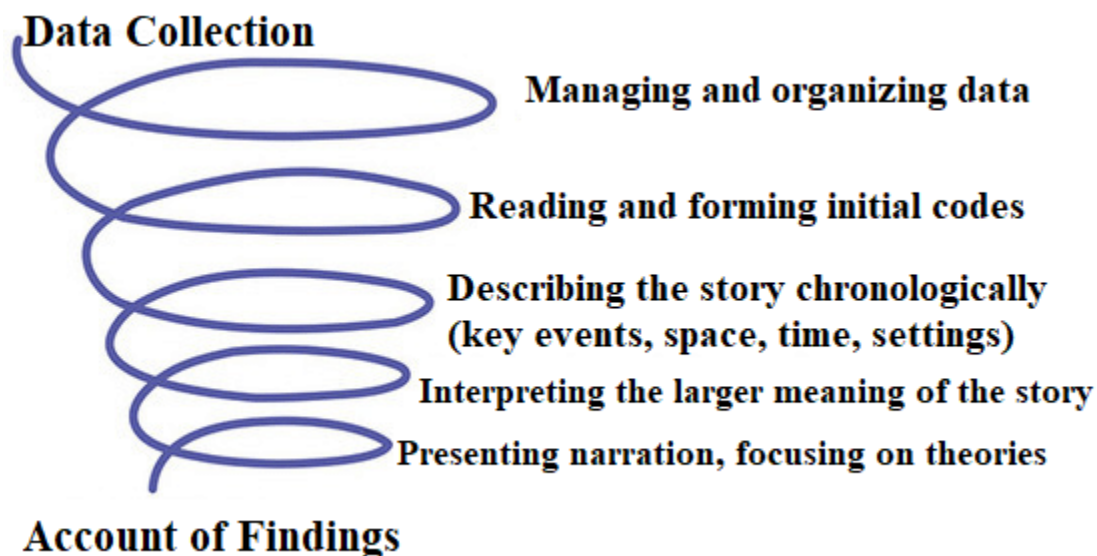 Data Collection
Managing and organizing data
Reading and forming initial codes
Describing the story chronologically
(key events, space, time, settings)
Interpreting the larger meaning of the story
Presenting narration, focusing on theories
Account of Findings